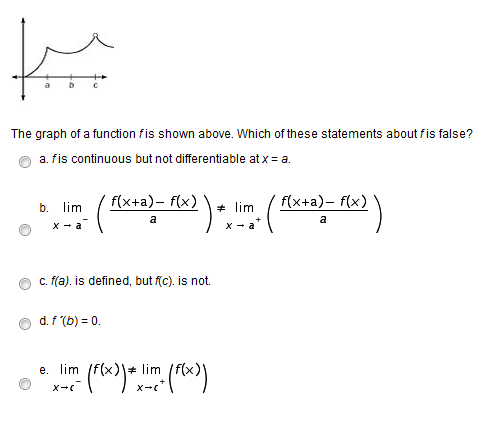 a b c
The graph of a function f is shown above. Which of these statements about f is false?
a. f is continuous but not differentiable at x = a.
b. lim x→a⁻ ( f(x+a) − f(x) / a ) ≠ lim x→a⁺ ( f(x+a) − f(x) / a )
c. f(a). is defined, but f(c). is not.
d. f ′(b) = 0.
e. lim x→c⁻ (f(x)) ≠ lim x→c⁺ (f(x))